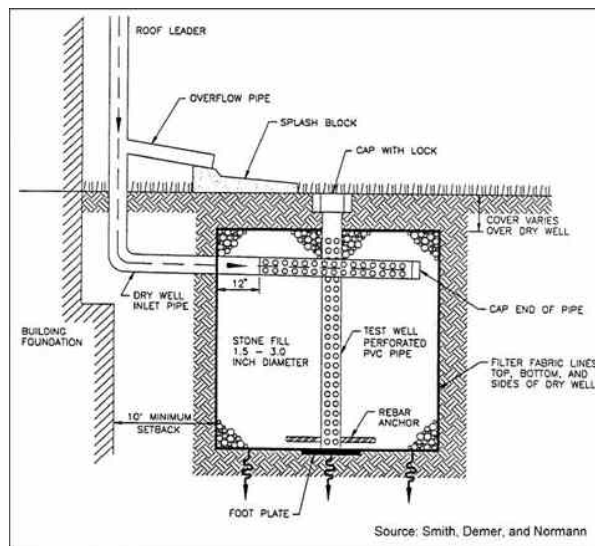 ROOF LEADER
OVERFLOW PIPE
SPLASH BLOCK
CAP WITH LOCK
COVER VARIES
OVER DRY WELL
12"
DRY WELL
INLET PIPE
CAP END OF PIPE
BUILDING
FOUNDATION
STONE FILL
1.5 - 3.0
INCH DIAMETER
TEST WELL
PERFORATED
PVC PIPE
FILTER FABRIC LINES
TOP, BOTTOM, AND
SIDES OF DRY WELL
10' MINIMUM
SETBACK
REBAR
ANCHOR
FOOT PLATE
Source: Smith, Demer, and Normann